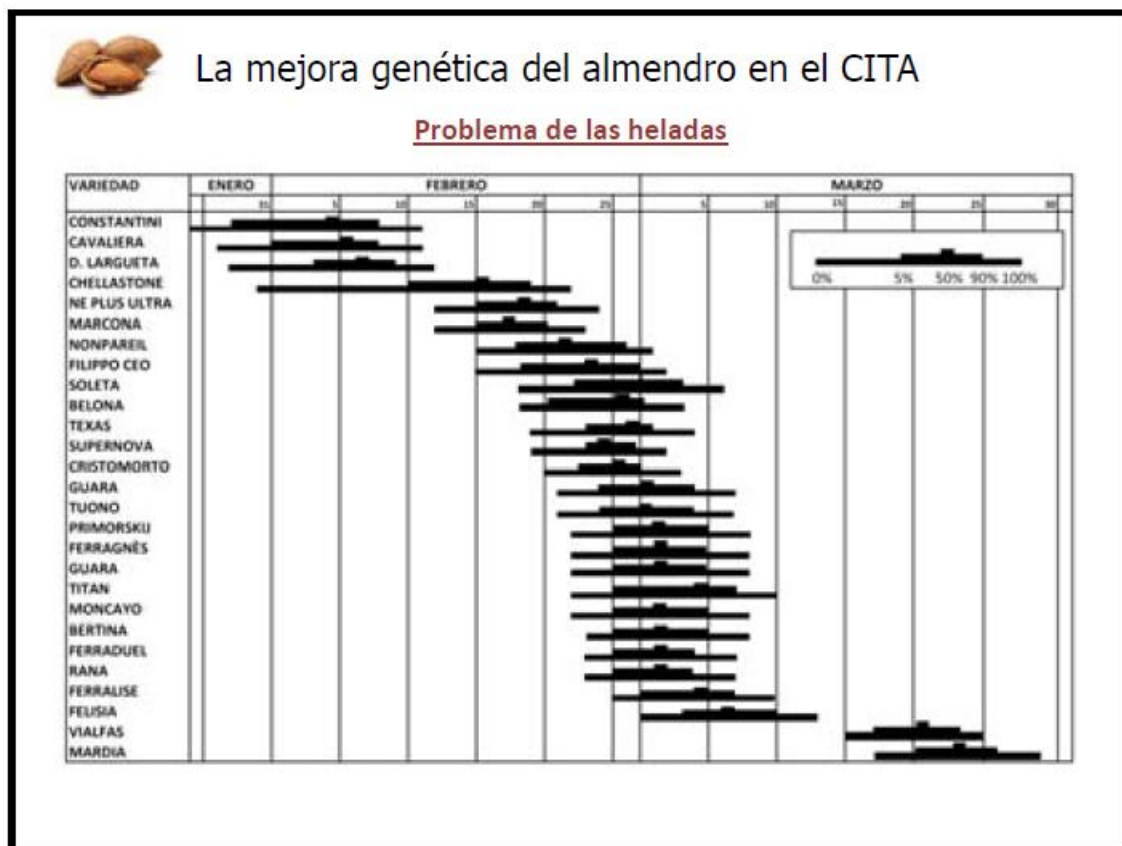 La mejora genética del almendro en el CITA
Problema de las heladas
VARIEDAD ENERO FEBRERO MARZO
31 5 10 15 20 25 5 10 15 20 25 30
CONSTANTINI
CAVALIERA
D. LARGUETA
CHELLASTONE
NE PLUS ULTRA
MARCONA
NONPAREIL
FILIPPO CEO
SOLETA
BELONA
TEXAS
SUPERNOVA
CRISTOMORTO
GUARA
TUONO
PRIMORSKIJ
FERRAGNÈS
GUARA
TITAN
MONCAYO
BERTINA
FERRADUEL
RANA
FERRALISE
FELISIA
VIALFAS
MARDIA
0% 5% 50% 90% 100%